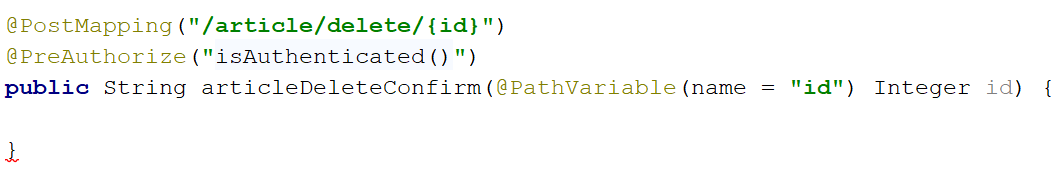 @PostMapping("/article/delete/{id}")
@PreAuthorize("isAuthenticated()")
public String articleDeleteConfirm(@PathVariable(name = "id") Integer id) {
}